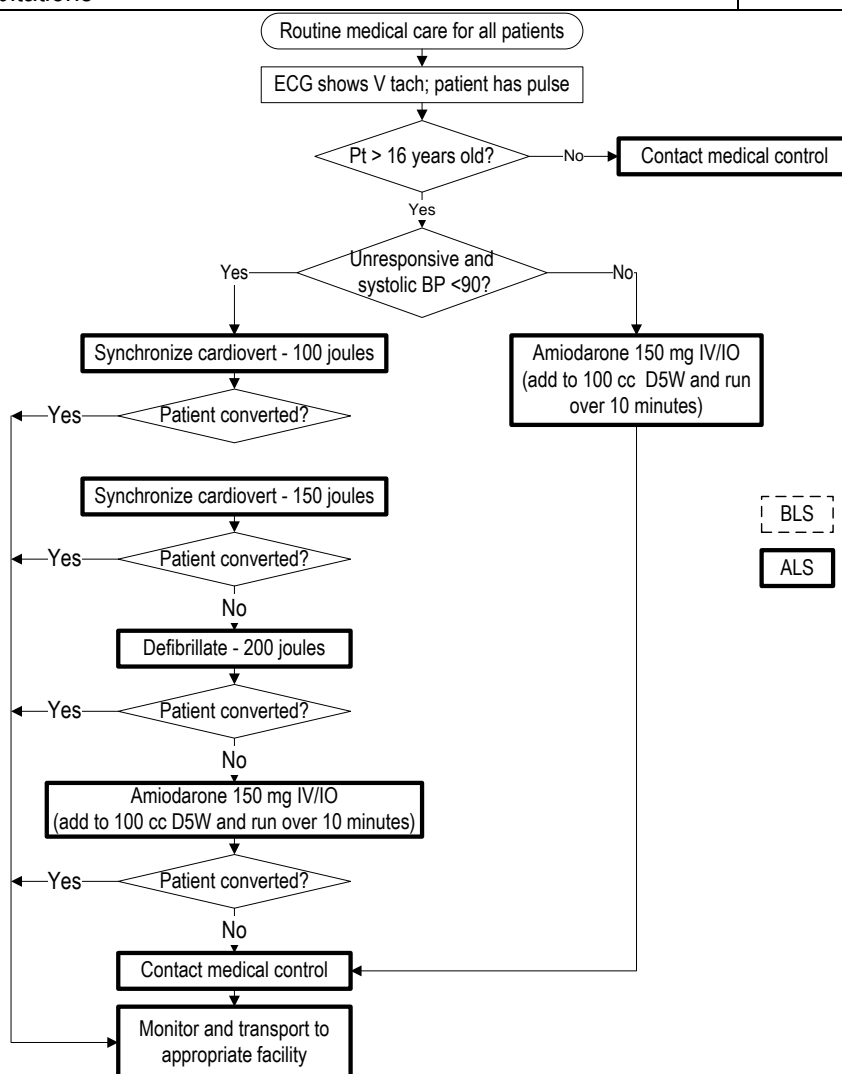 Routine medical care for all patients
ECG shows V tach; patient has pulse
Pt > 16 years old?
No
Contact medical control
Yes
Unresponsive and
systolic BP <90?
Yes
No
Synchronize cardiovert - 100 joules
Amiodarone 150 mg IV/IO
(add to 100 cc D5W and run
over 10 minutes)
Patient converted?
Yes
Synchronize cardiovert - 150 joules
BLS
Patient converted?
Yes
ALS
No
Defibrillate - 200 joules
Patient converted?
Yes
No
Amiodarone 150 mg IV/IO
(add to 100 cc D5W and run over 10 minutes)
Patient converted?
Yes
No
Contact medical control
Monitor and transport to
appropriate facility